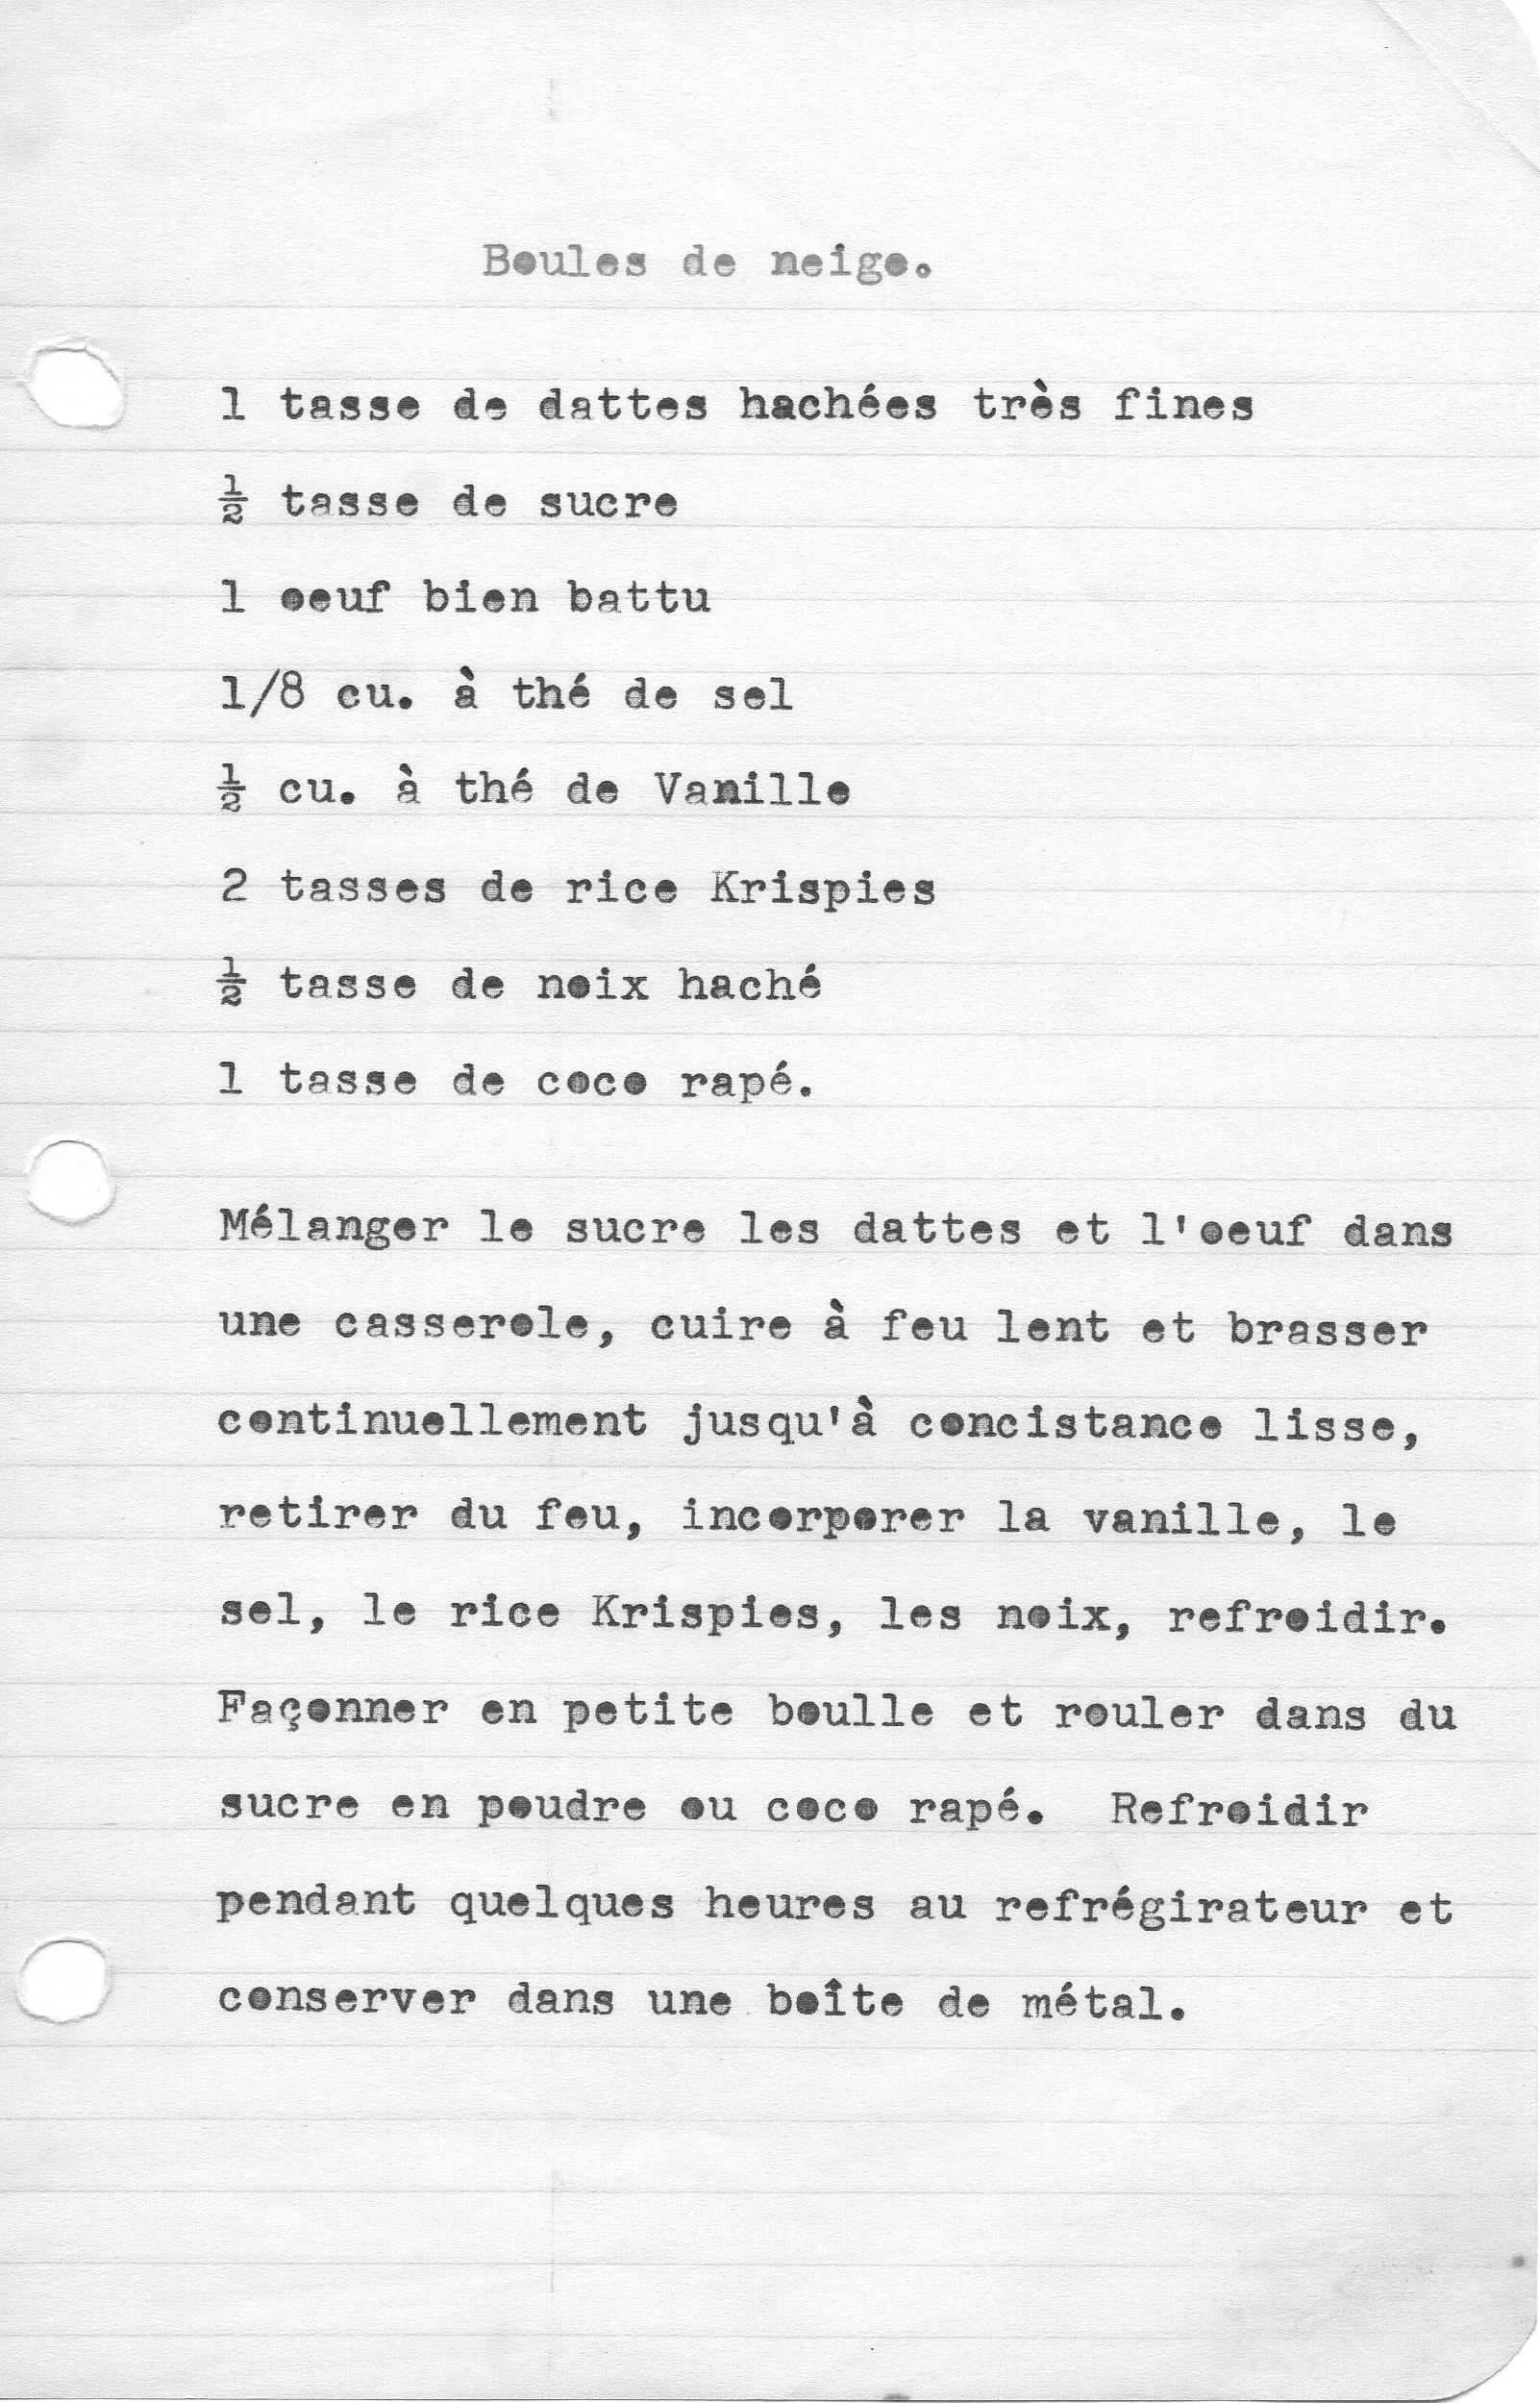 Boules de neige.
1 tasse de dattes hachées très fines
½ tasse de sucre
1 oeuf bien battu
1/8 cu. à thé de sel
½ cu. à thé de Vanille
2 tasses de rice Krispies
½ tasse de noix haché
1 tasse de coco rapé.
Mélanger le sucre les dattes et l'oeuf dans
une casserole, cuire à feu lent et brasser
continuellement jusqu'à concistance lisse,
retirer du feu, incorporer la vanille, le
sel, le rice Krispies, les noix, refroidir.
Façonner en petite boulle et rouler dans du
sucre en poudre ou coco rapé. Refroidir
pendant quelques heures au refrégirateur et
conserver dans une boîte de métal.